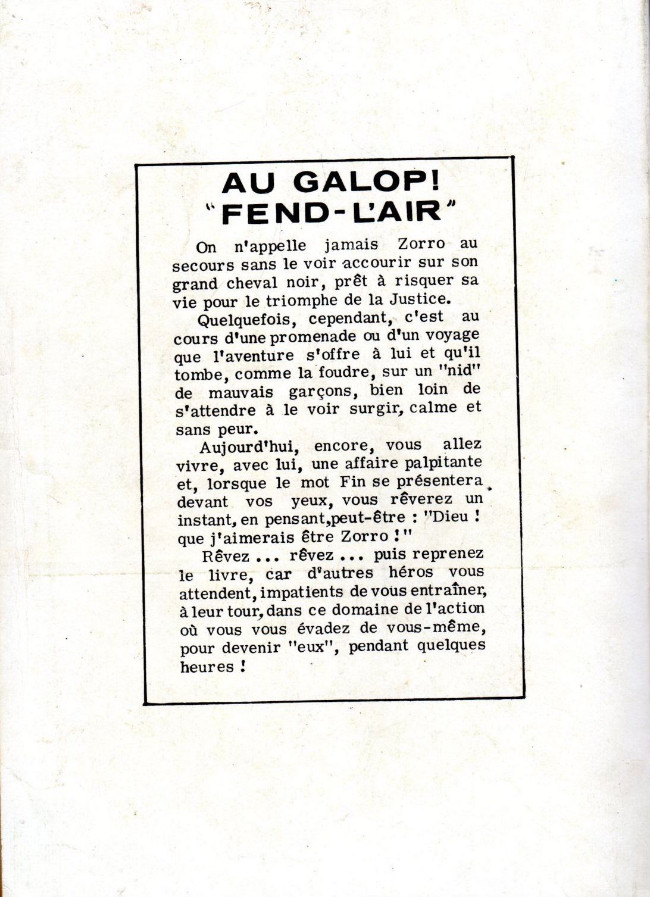 AU GALOP!
"FEND-L'AIR"
On n'appelle jamais Zorro au
secours sans le voir accourir sur son
grand cheval noir, prêt à risquer sa
vie pour le triomphe de la Justice.
Quelquefois, cependant, c'est au
cours d'une promenade ou d'un voyage
que l'aventure s'offre à lui et qu'il
tombe, comme la foudre, sur un "nid"
de mauvais garçons, bien loin de
s'attendre à le voir surgir, calme et
sans peur.
Aujourd'hui, encore, vous allez
vivre, avec lui, une affaire palpitante
et, lorsque le mot Fin se présentera
devant vos yeux, vous rêverez un
instant, en pensant,peut-être : "Dieu !
que j'aimerais être Zorro !"
Rêvez ... rêvez ... puis reprenez
le livre, car d'autres héros vous
attendent, impatients de vous entraîner,
à leur tour, dans ce domaine de l'action
où vous vous évadez de vous-même,
pour devenir "eux", pendant quelques
heures !